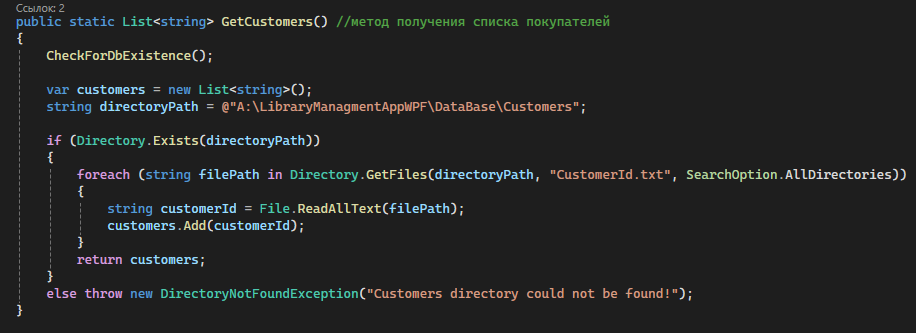 Ссылок: 2
public static List<string> GetCustomers() //метод получения списка покупателей
{
CheckForDbExistence();
var customers = new List<string>();
string directoryPath = @"A:\LibraryManagmentAppWPF\DataBase\Customers";
if (Directory.Exists(directoryPath))
{
foreach (string filePath in Directory.GetFiles(directoryPath, "CustomerId.txt", SearchOption.AllDirectories))
{
string customerId = File.ReadAllText(filePath);
customers.Add(customerId);
}
return customers;
}
else throw new DirectoryNotFoundException("Customers directory could not be found!");
}